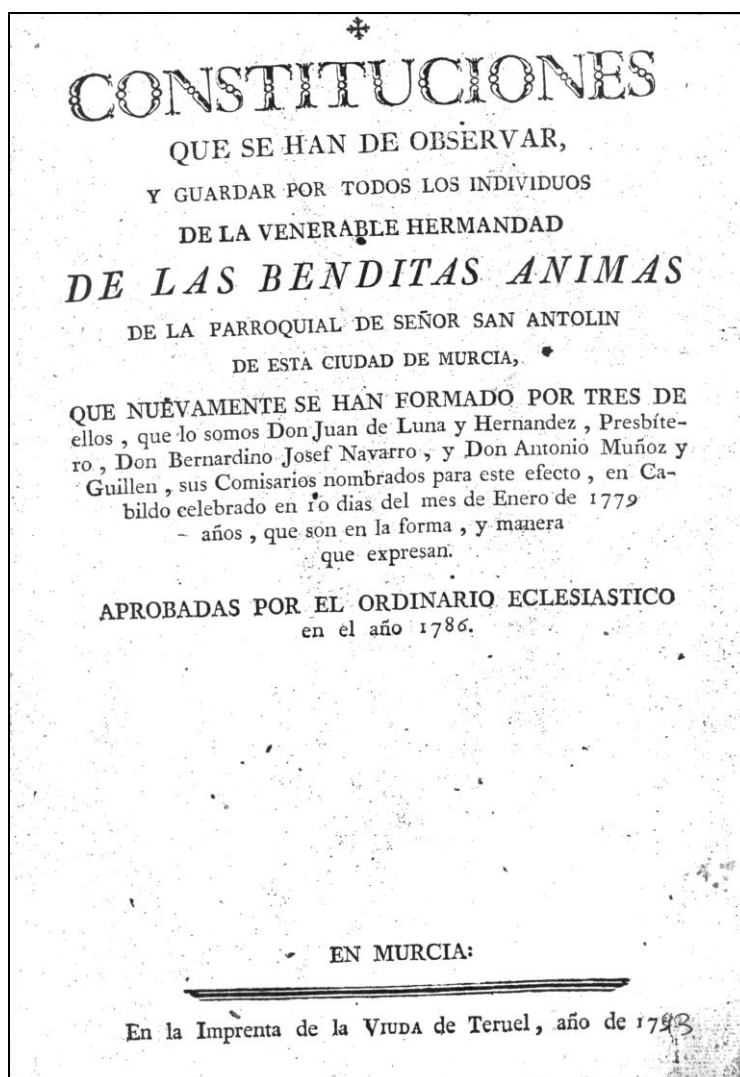 ✠
CONSTITUCIONES
QUE SE HAN DE OBSERVAR,
Y GUARDAR POR TODOS LOS INDIVIDUOS
DE LA VENERABLE HERMANDAD
DE LAS BENDITAS ANIMAS
DE LA PARROQUIAL DE SEÑOR SAN ANTOLIN
DE ESTA CIUDAD DE MURCIA,
QUE NUEVAMENTE SE HAN FORMADO POR TRES DE
ellos, que lo somos Don Juan de Luna y Hernandez, Presbíte-
ro, Don Bernardino Josef Navarro, y Don Antonio Muñoz y
Guillen, sus Comisarios nombrados para este efecto, en Ca-
bildo celebrado en 10 dias del mes de Enero de 1779
años, que son en la forma, y manera
que expresan.
APROBADAS POR EL ORDINARIO ECLESIASTICO
en el año 1786.
EN MURCIA:
En la Imprenta de la VIUDA de Teruel, año de 1793